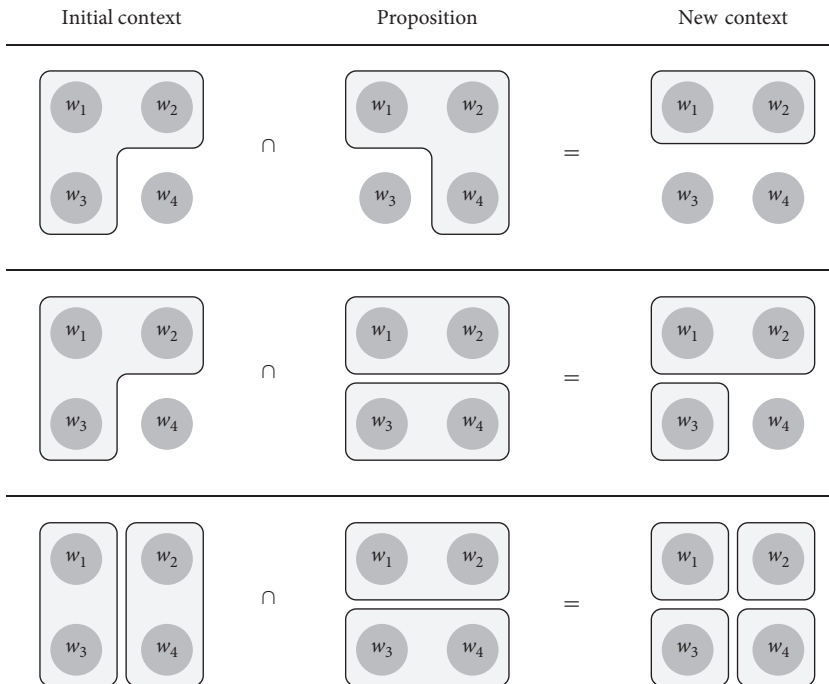 Initial context Proposition New context
w₁ w₂ w₁ w₂ w₁ w₂
∩ =
w₃ w₄ w₃ w₄ w₃ w₄
w₁ w₂ w₁ w₂ w₁ w₂
∩ =
w₃ w₄ w₃ w₄ w₃ w₄
w₁ w₂ w₁ w₂ w₁ w₂
∩ =
w₃ w₄ w₃ w₄ w₃ w₄